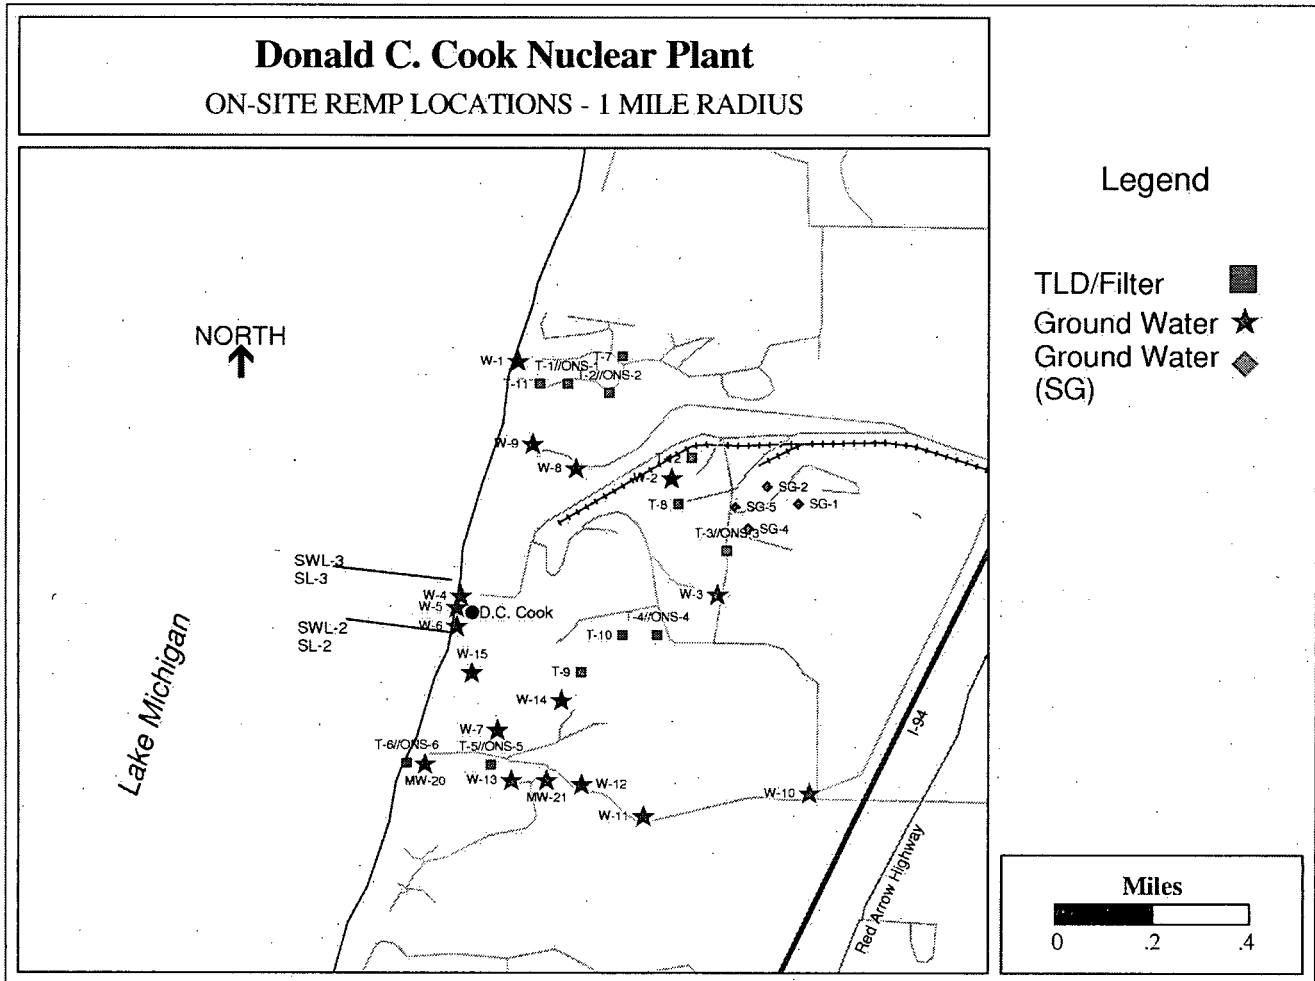 Donald C. Cook Nuclear Plant
ON-SITE REMP LOCATIONS - 1 MILE RADIUS
Legend
TLD/Filter
Ground Water
Ground Water
(SG)
NORTH
W-1
T-1//ONS-1
T-7
T-11
T-2//ONS-2
W-9
W-8
T-12
W-2
T-8
SG-2
SG-1
SG-5
SG-4
T-3//ONS-3
SWL-3
SL-3
W-4
W-5
D.C. Cook
W-6
SWL-2
SL-2
W-3
T-4//ONS-4
T-10
W-15
T-9
W-14
W-7
T-6//ONS-6
T-5//ONS-5
MW-20
W-13
MW-21
W-12
W-11
W-10
Lake Michigan
I-94
Red Arrow Highway
Miles
0 .2 .4